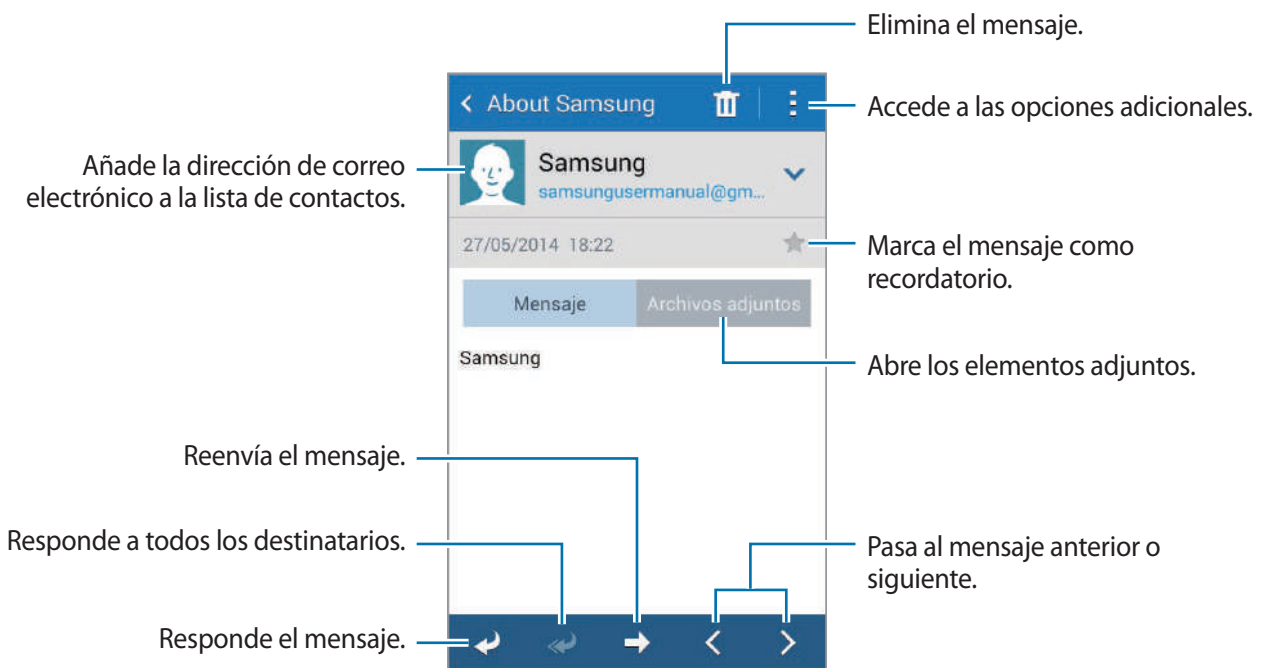 Elimina el mensaje.
About Samsung
Accede a las opciones adicionales.
Añade la dirección de correo
electrónico a la lista de contactos.
Samsung
samsungusermanual@gm...
27/05/2014 18:22
Marca el mensaje como
recordatorio.
Mensaje
Archivos adjuntos
Samsung
Abre los elementos adjuntos.
Reenvía el mensaje.
Responde a todos los destinatarios.
Pasa al mensaje anterior o
siguiente.
Responde el mensaje.